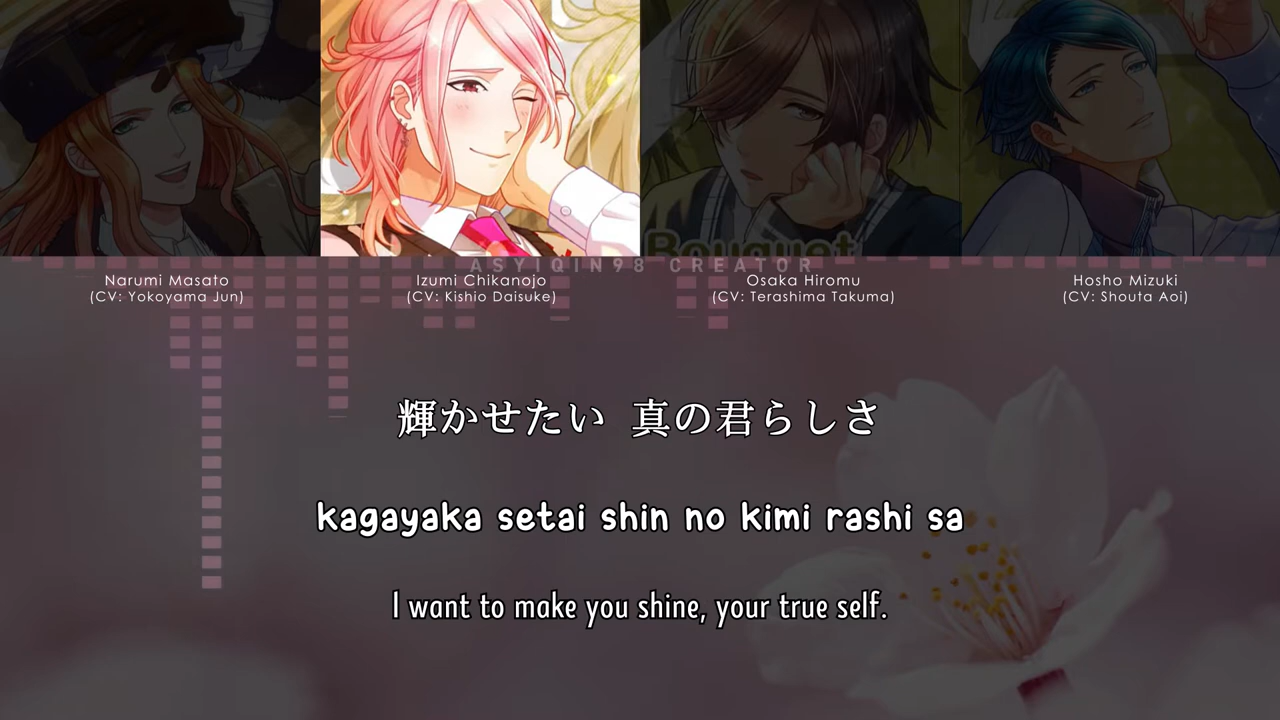 Bouquet
ASYIQIN98 CREATOR
Narumi Masato
(CV: Yokoyama Jun)
Izumi Chikanojo
(CV: Kishio Daisuke)
Osaka Hiromu
(CV: Terashima Takuma)
Hosho Mizuki
(CV: Shouta Aoi)
輝かせたい 真の君らしさ
kagayaka setai shin no kimi rashi sa
I want to make you shine, your true self.